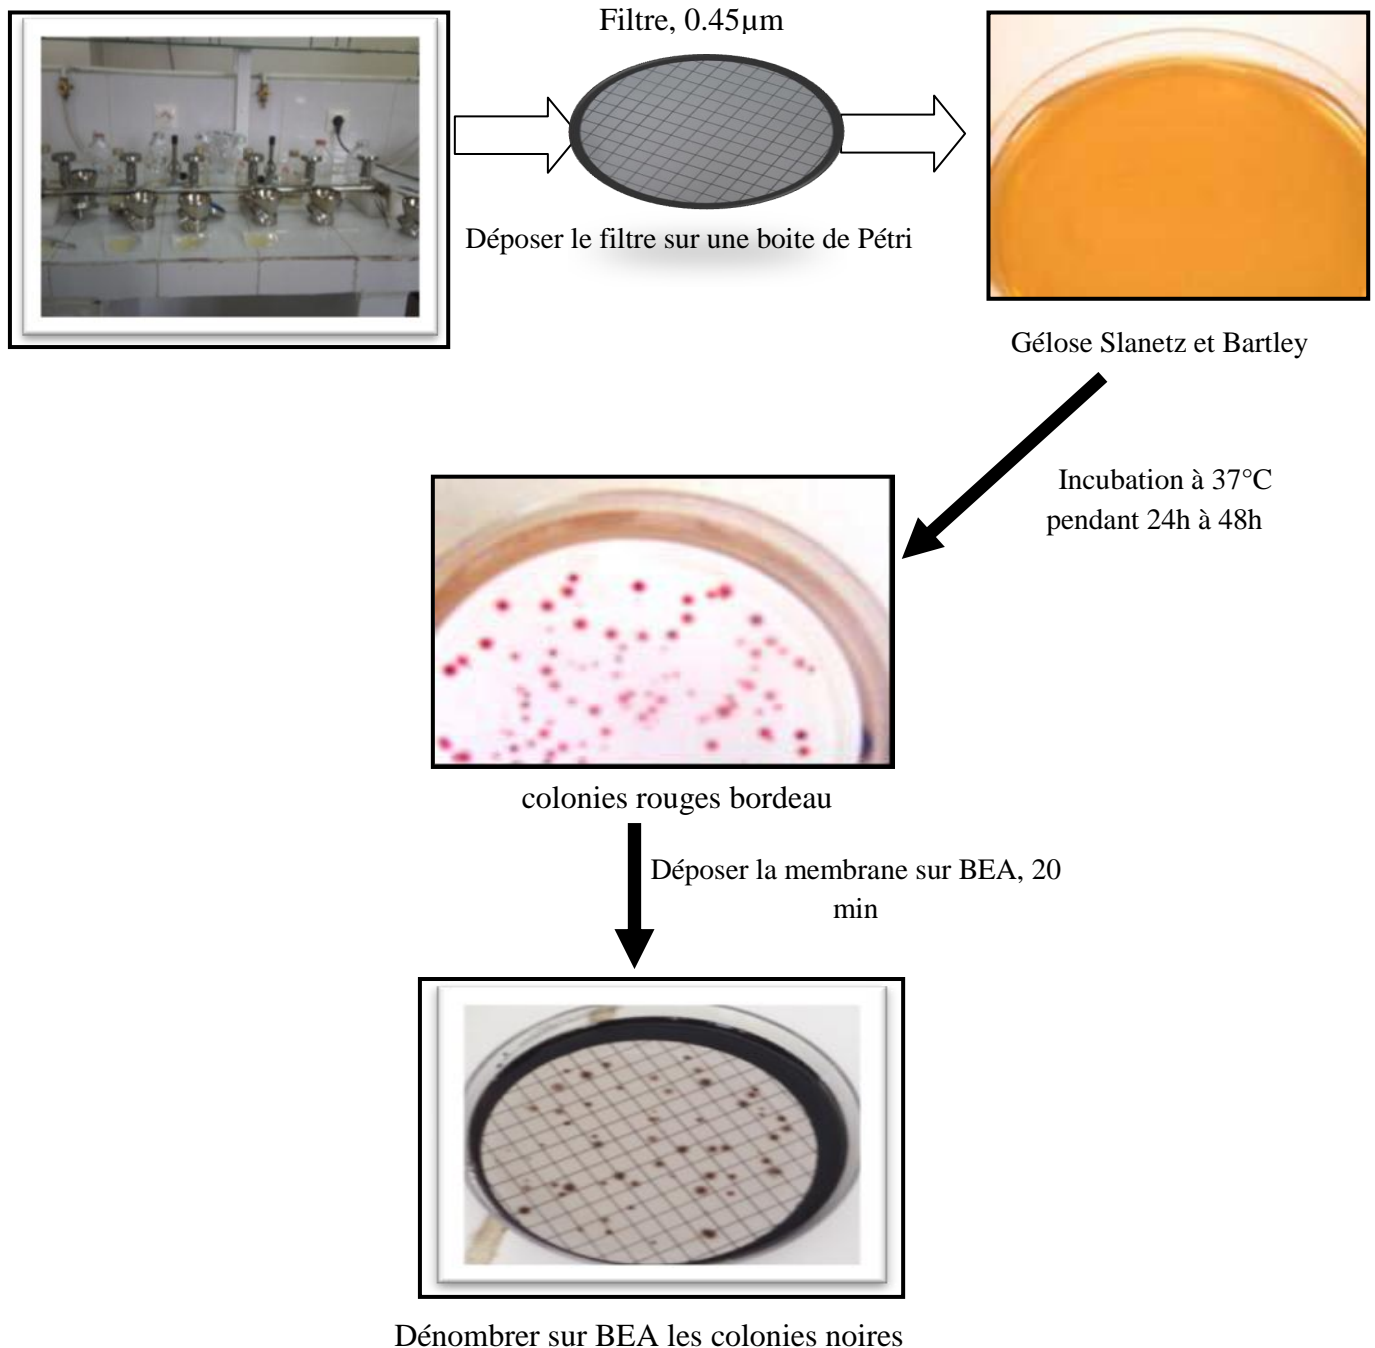 Filtre, 0.45µm
Déposer le filtre sur une boite de Pétri
Gélose Slanetz et Bartley
Incubation à 37°C
pendant 24h à 48h
colonies rouges bordeau
Déposer la membrane sur BEA, 20
min
Dénombrer sur BEA les colonies noires